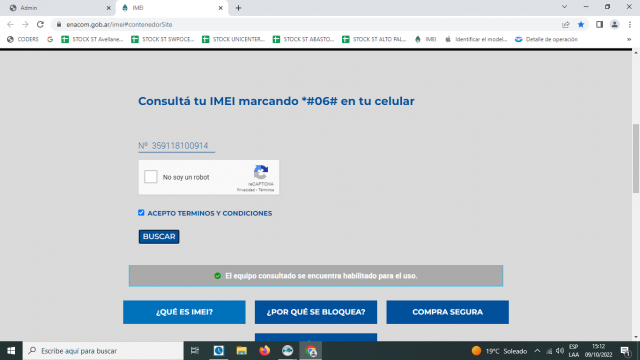 Admin
IMEI
enacom.gob.ar/imei#contenedorSite
CODERS
STOCK ST Avellane...
STOCK ST SWPOCE...
STOCK UNICENTER...
STOCK ST ABASTO...
STOCK ST ALTO PAL...
IMEI
Identificar el model...
Detalle de operación
Consultá tu IMEI marcando *#06# en tu celular
Nº 359118100914
No soy un robot
reCAPTCHA
Privacidad - Términos
ACEPTO TERMINOS Y CONDICIONES
BUSCAR
El equipo consultado se encuentra habilitado para el uso.
¿QUÉ ES IMEI?
¿POR QUÉ SE BLOQUEA?
COMPRA SEGURA
Escribe aquí para buscar
19°C Soleado
ESP
LAA
15:12
09/10/2022